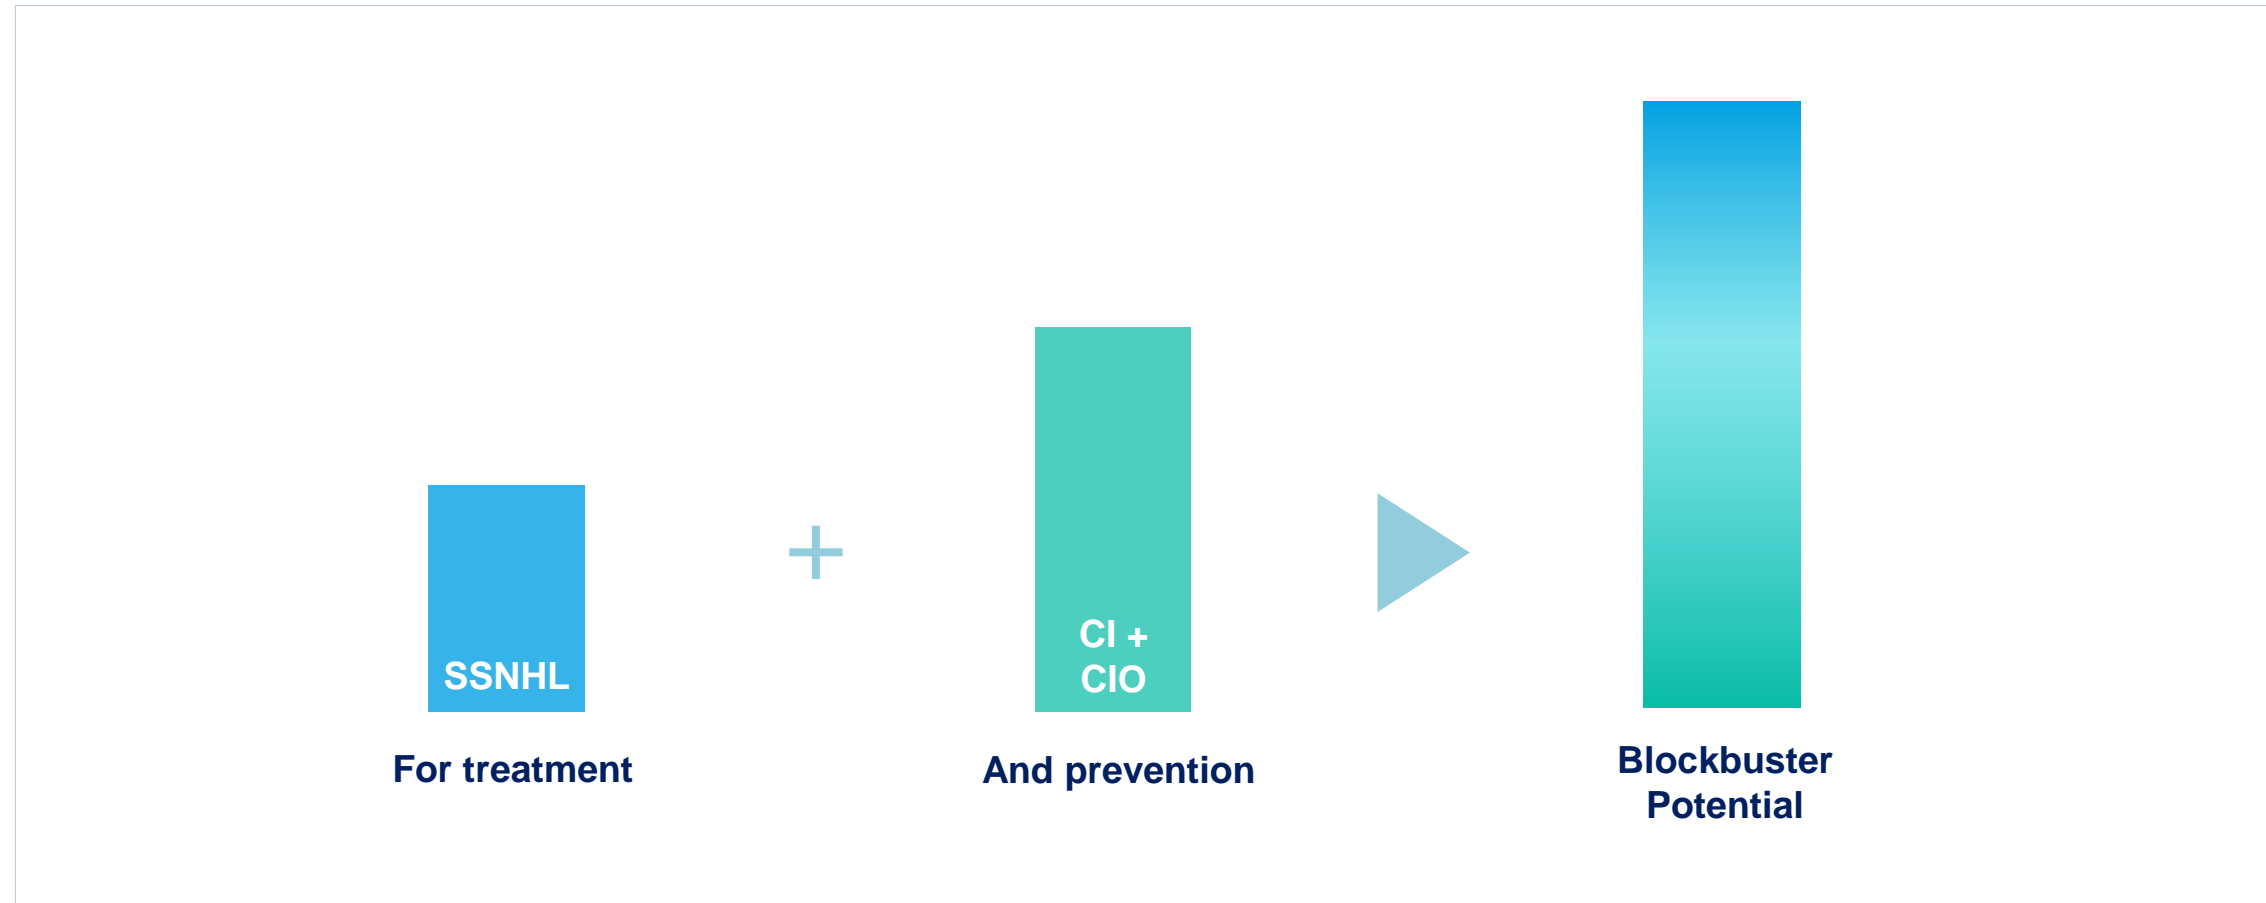 SSNHL
For treatment
+
CI +
CIO
And prevention
Blockbuster
Potential